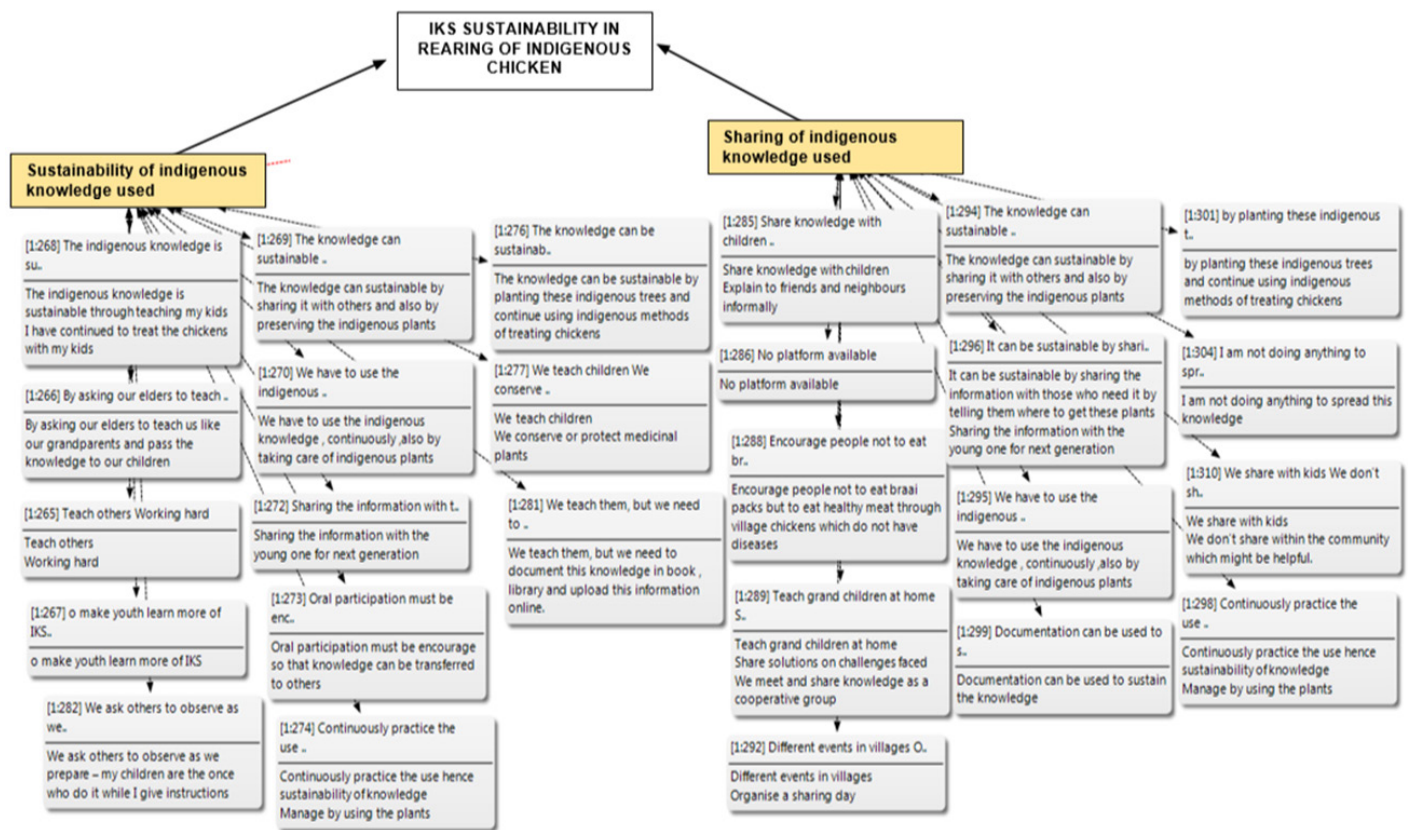 IKS SUSTAINABILITY IN
REARING OF INDIGENOUS
CHICKEN
Sustainability of indigenous
knowledge used
[1:268] The indigenous knowledge is
su..
The indigenous knowledge is
sustainable through teaching my kids
I have continued to treat the chickens
with my kids
[1:266] By asking our elders to teach ..
By asking our elders to teach us like
our grandparents and pass the
knowledge to our children
[1:265] Teach others Working hard
Teach others
Working hard
[1:267] o make youth learn more of
IKS..
o make youth learn more of IKS
[1:282] We ask others to observe as
we..
We ask others to observe as we
prepare – my children are the once
who do it while I give instructions
[1:269] The knowledge can
sustainable ..
The knowledge can sustainable by
sharing it with others and also by
preserving the indigenous plants
[1:270] We have to use the
indigenous ..
We have to use the indigenous
knowledge , continuously ,also by
taking care of indigenous plants
[1:272] Sharing the information with t..
Sharing the information with the
young one for next generation
[1:273] Oral participation must be
enc..
Oral participation must be encourage
so that knowledge can be transferred
to others
[1:274] Continuously practice the
use ..
Continuously practice the use hence
sustainability of knowledge
Manage by using the plants
[1:276] The knowledge can be
sustainab..
The knowledge can be sustainable by
planting these indigenous trees and
continue using indigenous methods
of treating chickens
[1:277] We teach children We
conserve ..
We teach children
We conserve or protect medicinal
plants
[1:281] We teach them, but we need
to ..
We teach them, but we need to
document this knowledge in book ,
library and upload this information
online.
Sharing of indigenous
knowledge used
[1:285] Share knowledge with
children ..
Share knowledge with children
Explain to friends and neighbours
informally
[1:286] No platform available
No platform available
[1:288] Encourage people not to eat
br..
Encourage people not to eat braai
packs but to eat healthy meat through
village chickens which do not have
diseases
[1:289] Teach grand children at home
S..
Teach grand children at home
Share solutions on challenges faced
We meet and share knowledge as a
cooperative group
[1:292] Different events in villages O..
Different events in villages
Organise a sharing day
[1:294] The knowledge can
sustainable ..
The knowledge can sustainable by
sharing it with others and also by
preserving the indigenous plants
[1:296] It can be sustainable by shari..
It can be sustainable by sharing the
information with those who need it by
telling them where to get these plants
Sharing the information with the
young one for next generation
[1:295] We have to use the
indigenous ..
We have to use the indigenous
knowledge , continuously ,also by
taking care of indigenous plants
[1:299] Documentation can be used to
s..
Documentation can be used to sustain
the knowledge
[1:301] by planting these indigenous
t..
by planting these indigenous trees
and continue using indigenous
methods of treating chickens
[1:304] I am not doing anything to
spr..
I am not doing anything to spread this
knowledge
[1:310] We share with kids We don't
sh..
We share with kids
We don't share within the community
which might be helpful.
[1:298] Continuously practice the
use ..
Continuously practice the use hence
sustainability of knowledge
Manage by using the plants